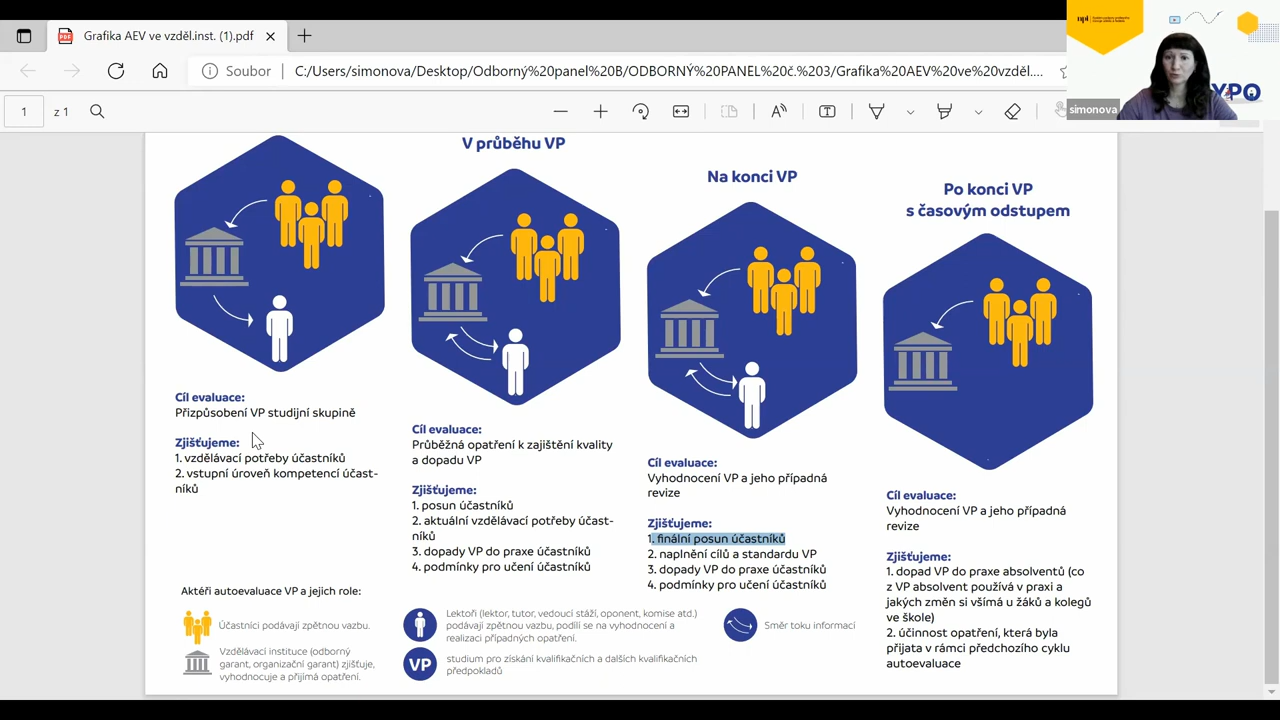 Grafika AEV ve vzděl.inst. (1).pdf
Soubor
C:/Users/simonova/Desktop/Odborný%20panel%20B/ODBORNÝ%20PANEL%20č.%203/Grafika%20AEV%20ve%20vzděl....
1
z 1
npi
simonova
YPO
V průběhu VP
Na konci VP
Po konci VP
s časovým odstupem
Cíl evaluace:
Přizpůsobení VP studijní skupině
Zjišťujeme:
1. vzdělávací potřeby účastníků
2. vstupní úroveň kompetencí účast-
níků
Cíl evaluace:
Průběžná opatření k zajištění kvality
a dopadu VP
Zjišťujeme:
1. posun účastníků
2. aktuální vzdělávací potřeby účast-
níků
3. dopady VP do praxe účastníků
4. podmínky pro učení účastníků
Cíl evaluace:
Vyhodnocení VP a jeho případná
revize
Zjišťujeme:
1. finální posun účastníků
2. naplnění cílů a standardu VP
3. dopady VP do praxe účastníků
4. podmínky pro učení účastníků
Cíl evaluace:
Vyhodnocení VP a jeho případná
revize
Zjišťujeme:
1. dopad VP do praxe absolventů (co
z VP absolvent používá v praxi a
jakých změn si všímá u žáků a kolegů
ve škole)
2. účinnost opatření, která byla
přijata v rámci předchozího cyklu
autoevaluace
Aktéři autoevaluace VP a jejich role:
Účastníci podávají zpětnou vazbu.
Vzdělávací instituce (odborný
garant, organizační garant) zjišťuje,
vyhodnocuje a přijímá opatření.
Lektoři (lektor, tutor, vedoucí stáží, oponent, komise atd.)
podávají zpětnou vazbu, podílí se na vyhodnocení a
realizaci případných opatření.
VP
studium pro získání kvalifikačních a dalších kvalifikačních
předpokladů
Směr toku informací